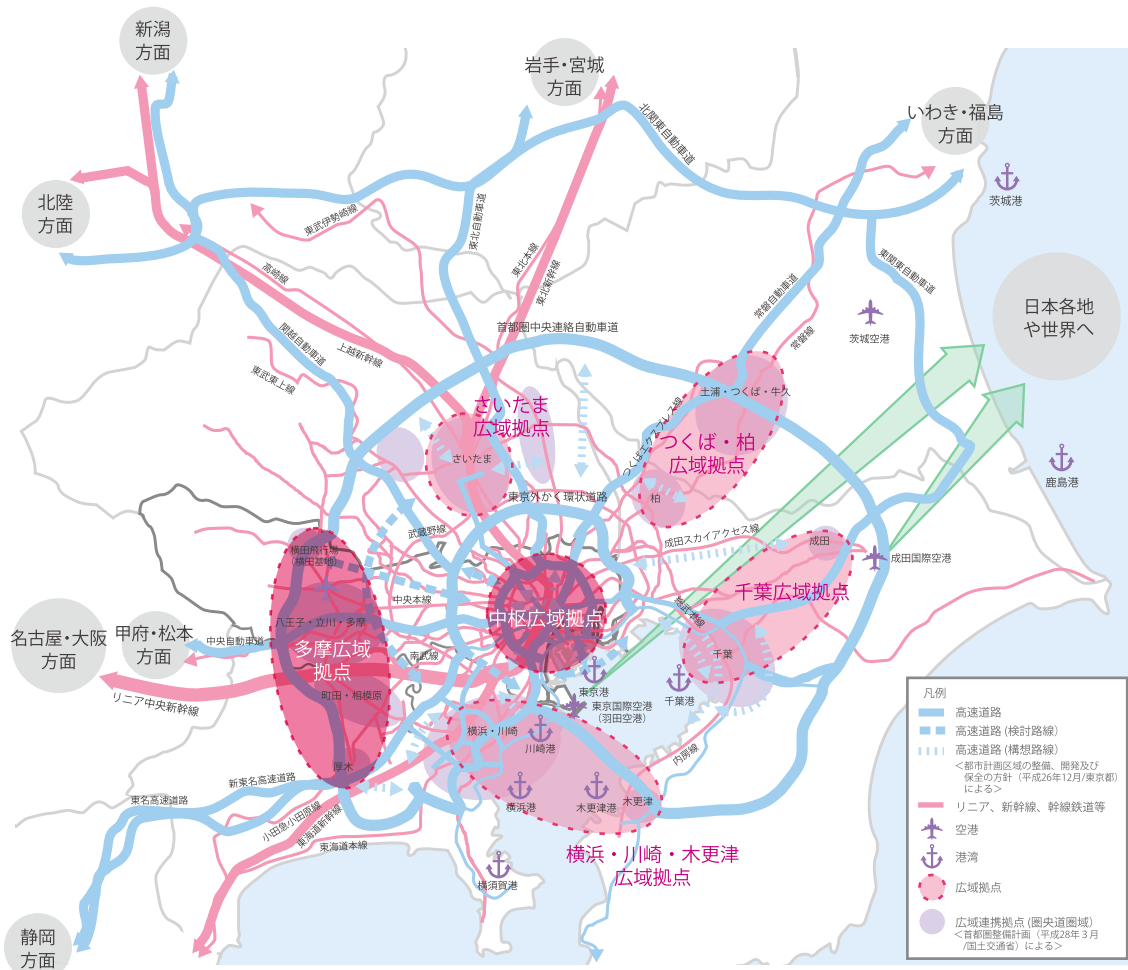 新潟
方面
岩手・宮城
方面
いわき・福島
方面
北陸
方面
北関東自動車道
茨城港
東武伊勢崎線
東北自動車道
東北本線
東北新幹線
東関東自動車道
高崎線
常磐自動車道
日本各地
や世界へ
関越自動車道
上越新幹線
首都圏中央連絡自動車道
常磐線
茨城空港
東武東上線
土浦・つくば・牛久
さいたま
広域拠点
つくばエクスプレス線
つくば・柏
広域拠点
さいたま
鹿島港
柏
東京外かく環状道路
武蔵野線
成田スカイアクセス線
成田
横田飛行場
(横田基地)
成田国際空港
中央本線
千葉広域拠点
総武本線
中枢広域拠点
八王子・立川・多摩
名古屋・大阪
方面
甲府・松本
方面
中央自動車道
多摩広域
拠点
南武線
千葉
東京港
千葉港
町田・相模原
リニア中央新幹線
東京国際空港
(羽田空港)
横浜・川崎
川崎港
内房線
厚木
新東名高速道路
東名高速道路
横浜港
木更津港
木更津
小田急小田原線
東海道新幹線
東海道本線
横浜・川崎・木更津
広域拠点
横須賀港
静岡
方面
凡例
高速道路
高速道路 (検討路線)
高速道路 (構想路線)
＜都市計画区域の整備、開発及び
保全の方針（平成26年12月/東京都）
による＞
リニア、新幹線、幹線鉄道等
空港
港湾
広域拠点
広域連携拠点 (圏央道圏域)
＜首都圏整備計画（平成28年３月
/国土交通省）による＞